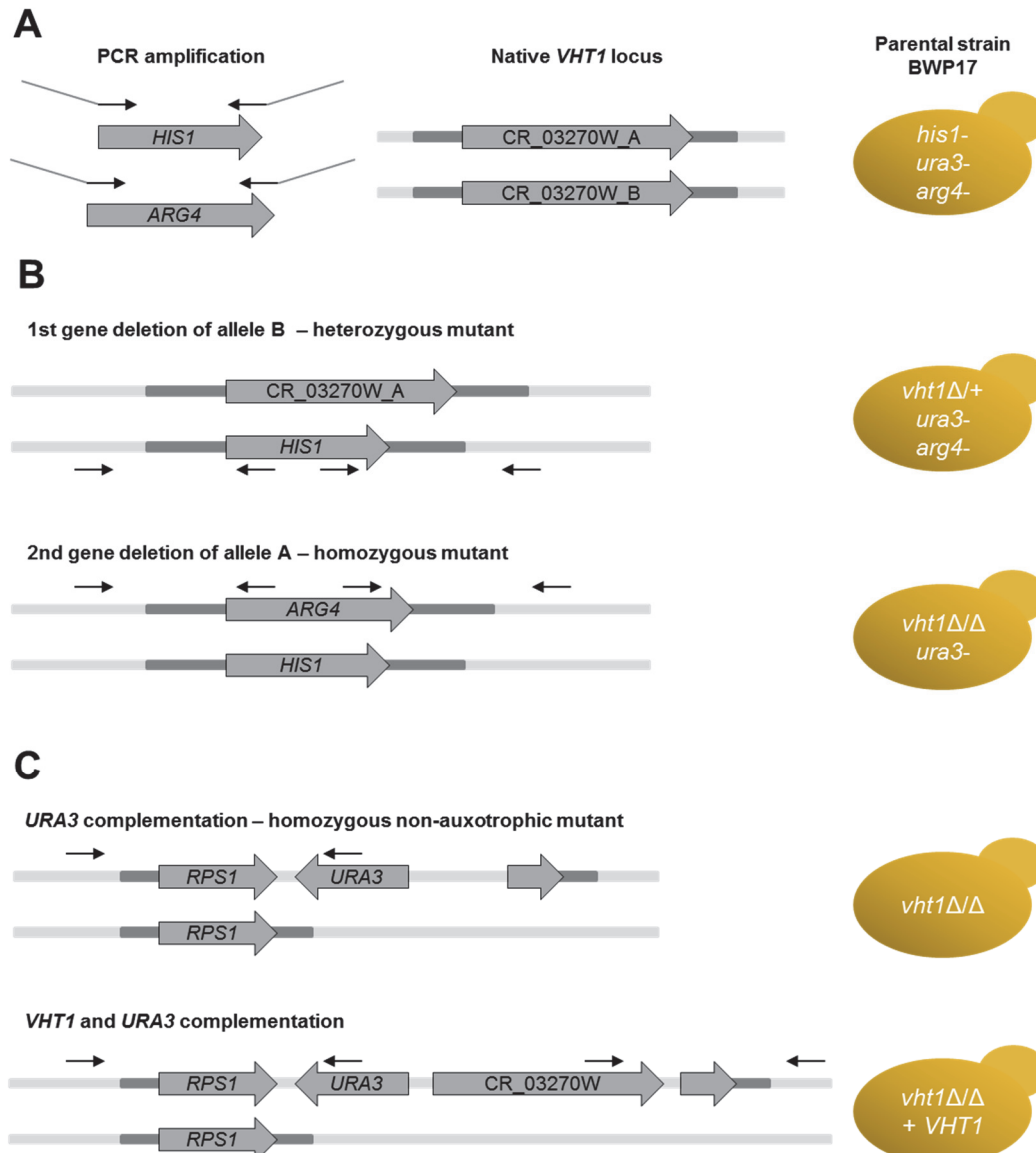 A
PCR amplification
Native VHT1 locus
Parental strain
BWP17
HIS1
ARG4
CR_03270W_A
CR_03270W_B
his1-
ura3-
arg4-
B
1st gene deletion of allele B – heterozygous mutant
CR_03270W_A
HIS1
vht1Δ/+
ura3-
arg4-
2nd gene deletion of allele A – homozygous mutant
ARG4
HIS1
vht1Δ/Δ
ura3-
C
URA3 complementation – homozygous non-auxotrophic mutant
RPS1
URA3
RPS1
vht1Δ/Δ
VHT1 and URA3 complementation
RPS1
URA3
CR_03270W
RPS1
vht1Δ/Δ
+ VHT1